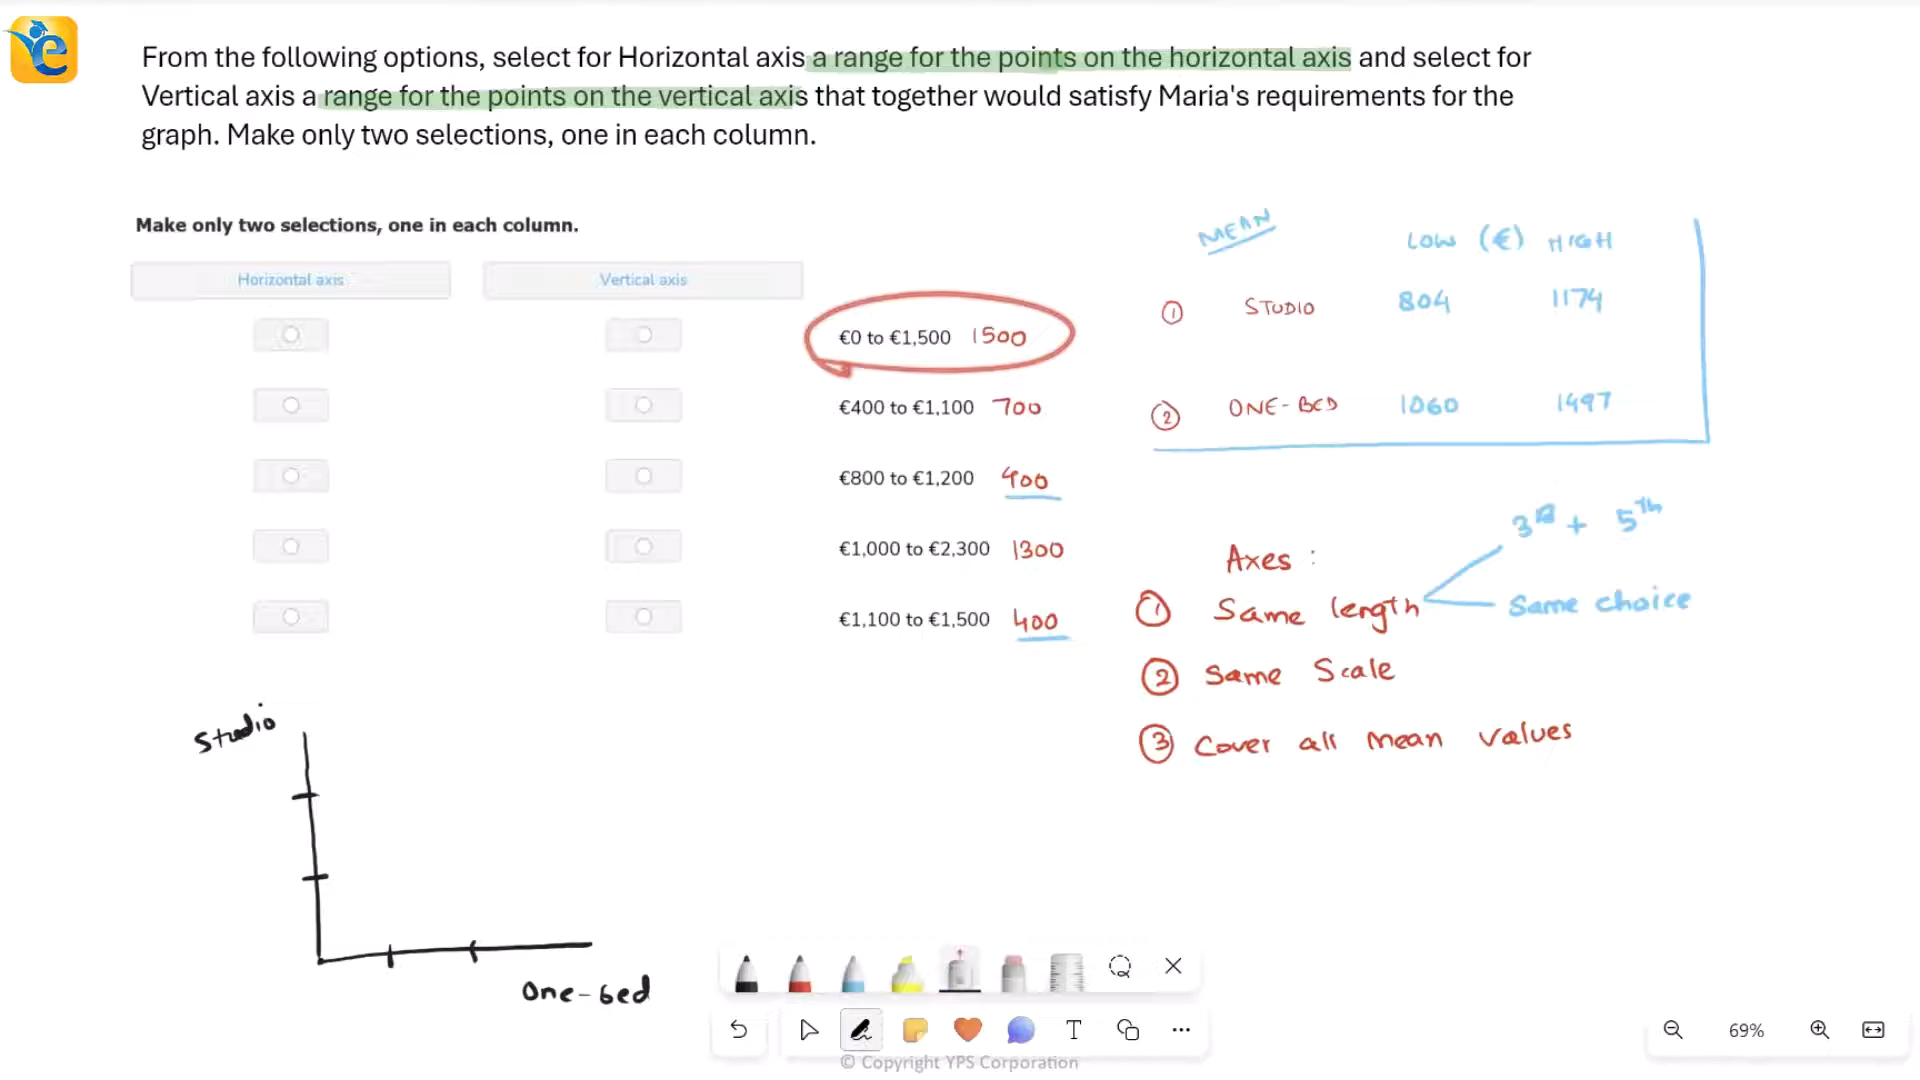 From the following options, select for Horizontal axis a range for the points on the horizontal axis and select for
Vertical axis a range for the points on the vertical axis that together would satisfy Maria's requirements for the
graph. Make only two selections, one in each column.
Make only two selections, one in each column.
Horizontal axis Vertical axis
€0 to €1,500 1500
€400 to €1,100 700
€800 to €1,200 400
€1,000 to €2,300 1300
€1,100 to €1,500 400
MEAN LOW (€) HIGH
1 STUDIO 804 1174
2 ONE-BED 1060 1497
Axes :
1 Same length
3rd + 5th
Same choice
2 Same Scale
3 Cover all mean values
Studio
One-bed
T
69%
© Copyright YPS Corporation